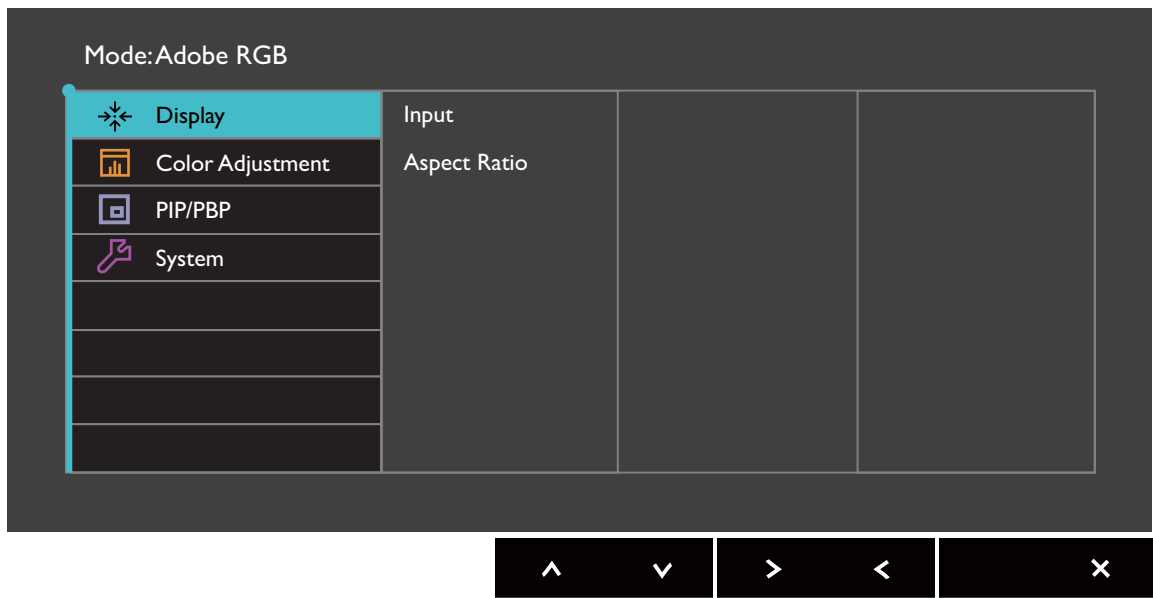 Mode: Adobe RGB
Display
Input
Color Adjustment
Aspect Ratio
PIP/PBP
System